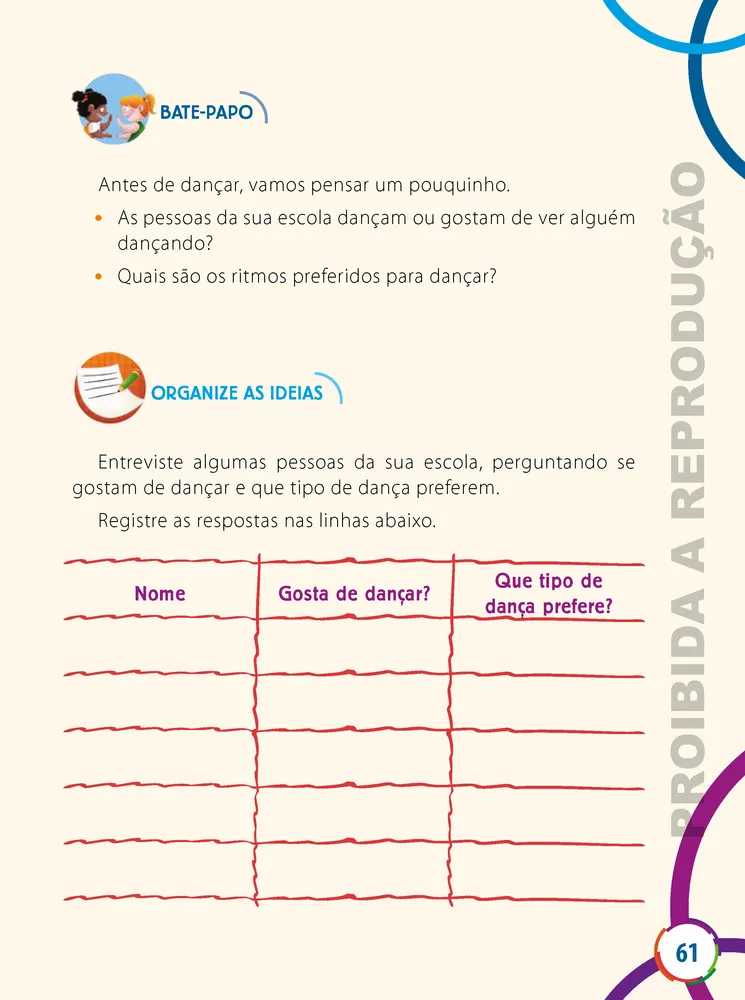 BATE-PAPO
Antes de dançar, vamos pensar um pouquinho.
• As pessoas da sua escola dançam ou gostam de ver alguém
dançando?
• Quais são os ritmos preferidos para dançar?
ORGANIZE AS IDEIAS
Entreviste algumas pessoas da sua escola, perguntando se
gostam de dançar e que tipo de dança preferem.
Registre as respostas nas linhas abaixo.
Nome
Gosta de dançar?
Que tipo de
dança prefere?
PROIBIDA A REPRODUÇÃO
61